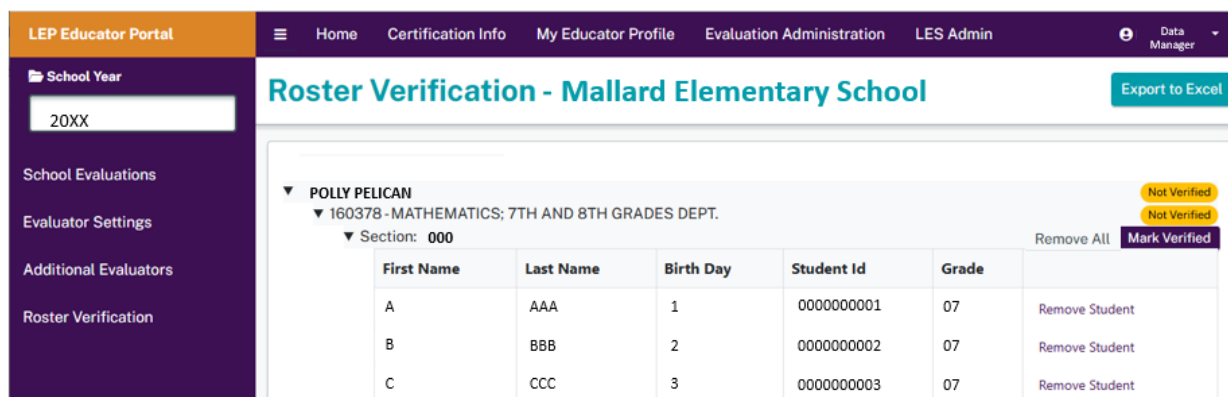 LEP Educator Portal
Home Certification Info My Educator Profile Evaluation Administration LES Admin Data Manager
School Year
20XX
School Evaluations
Evaluator Settings
Additional Evaluators
Roster Verification
Roster Verification - Mallard Elementary School
Export to Excel
POLLY PELICAN Not Verified
160378 - MATHEMATICS; 7TH AND 8TH GRADES DEPT. Not Verified
Section: 000 Remove All Mark Verified
First Name Last Name Birth Day Student Id Grade
A AAA 1 0000000001 07 Remove Student
B BBB 2 0000000002 07 Remove Student
C CCC 3 0000000003 07 Remove Student